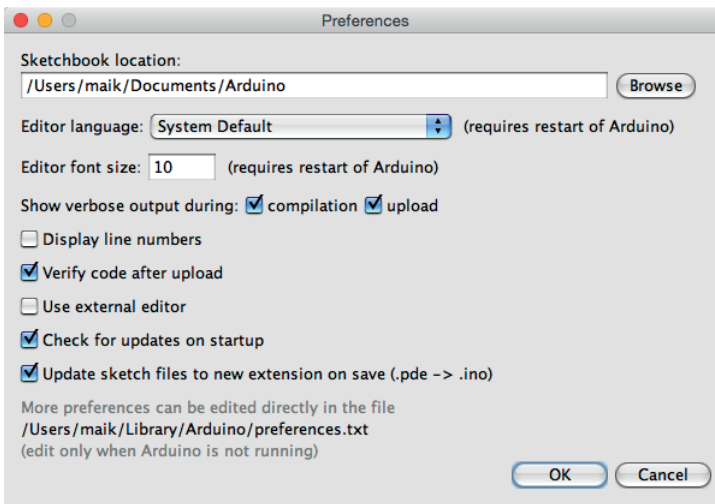 Preferences
Sketchbook location:
/Users/maik/Documents/Arduino
Browse
Editor language: System Default (requires restart of Arduino)
Editor font size: 10 (requires restart of Arduino)
Show verbose output during: compilation upload
Display line numbers
Verify code after upload
Use external editor
Check for updates on startup
Update sketch files to new extension on save (.pde -> .ino)
More preferences can be edited directly in the file
/Users/maik/Library/Arduino/preferences.txt
(edit only when Arduino is not running)
OK Cancel